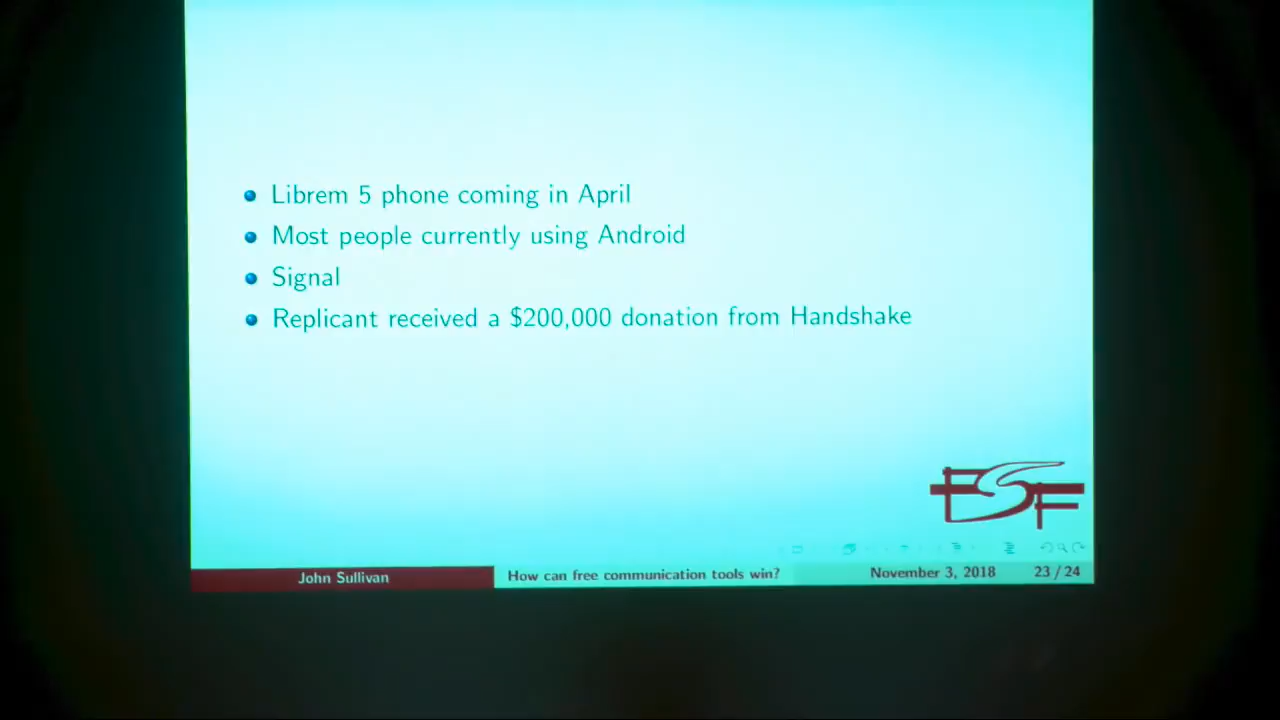 Librem 5 phone coming in April
Most people currently using Android
Signal
Replicant received a $200,000 donation from Handshake
FSF
John Sullivan
How can free communication tools win?
November 3, 2018
23 / 24